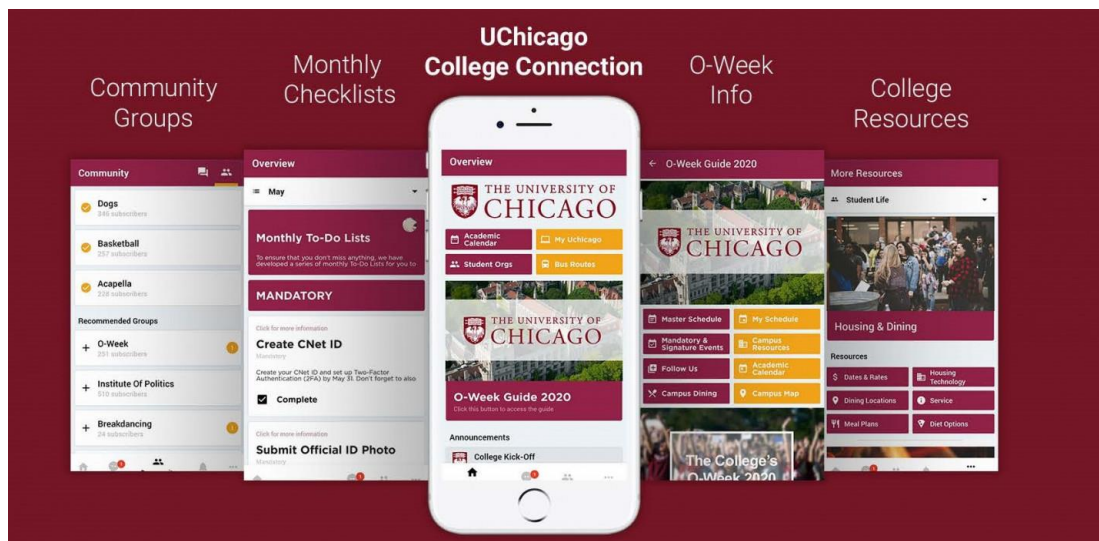 Community
Groups
Community
Dogs
246 subscribers
Basketball
257 subscribers
Acapella
228 subscribers
Recommended Groups
O-Week
251 subscribers
1
Institute Of Politics
510 subscribers
Breakdancing
24 subscribers
1
Monthly
Checklists
Overview
May
Monthly To-Do Lists
To ensure that you don't miss anything, we have
developed a series of monthly To-Do Lists for you to
MANDATORY
Click for more information
Create CNet ID
Mandatory
Create your CNet ID and set up Two-Factor
Authentication (2FA) by May 31. Don't forget to also
Complete
Click for more information
Submit Official ID Photo
Mandatory
UChicago
College Connection
Overview
THE UNIVERSITY OF
CHICAGO
Academic
Calendar
My Uchicago
Student Orgs
Bus Routes
THE UNIVERSITY OF
CHICAGO
O-Week Guide 2020
Click this button to access the guide
Announcements
College Kick-Off
O-Week
Info
O-Week Guide 2020
THE UNIVERSITY OF
CHICAGO
Master Schedule
My Schedule
Mandatory &
Signature Events
Campus
Resources
Follow Us
Academic
Calendar
Campus Dining
Campus Map
The College's
O-Week 2020
College
Resources
More Resources
Student Life
Housing & Dining
Resources
Dates & Rates
Housing
Technology
Dining Locations
Service
Meal Plans
Diet Options